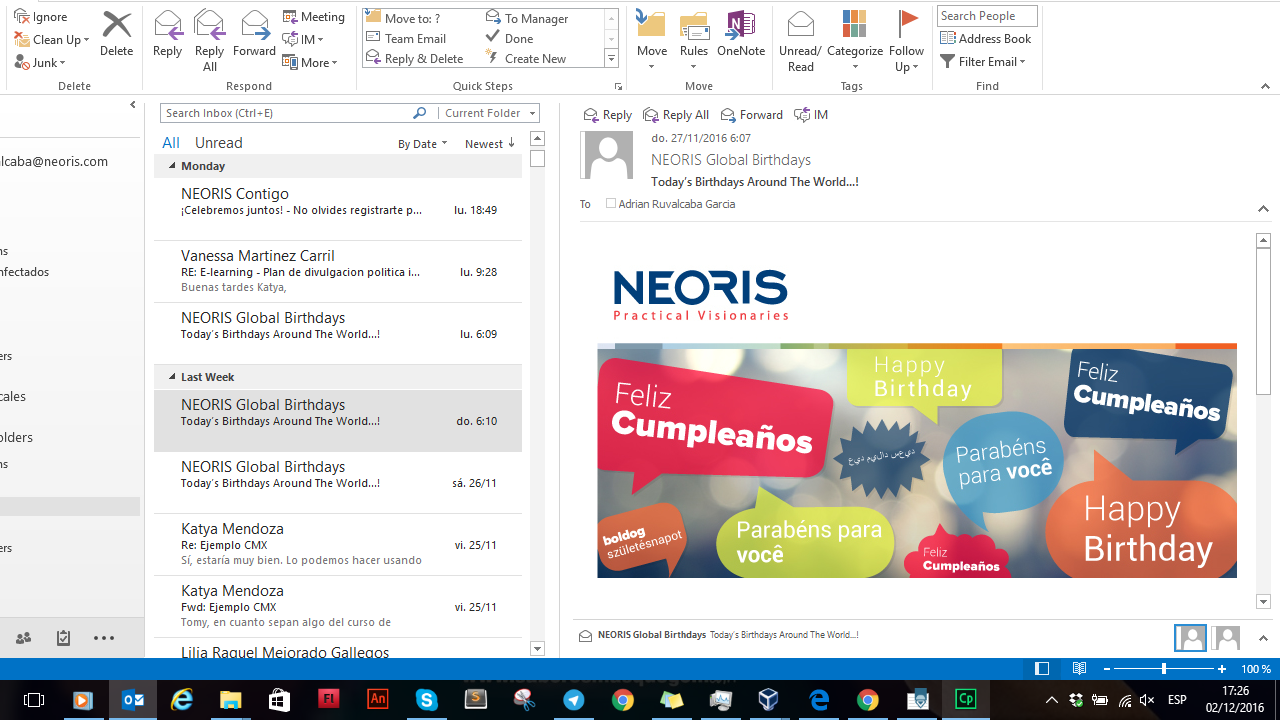 Ignore
Clean Up
Junk
Delete
Delete
Reply
Reply All
Forward
Meeting
IM
More
Respond
Move to: ?
Team Email
Reply & Delete
To Manager
Done
Create New
Quick Steps
Move
Rules
OneNote
Move
Unread/ Read
Categorize
Follow Up
Tags
Search People
Address Book
Filter Email
Find
lcaba@neoris.com
ns
nfectados
ers
cales
olders
ns
ers
Search Inbox (Ctrl+E)
Current Folder
All Unread
By Date Newest
Monday
NEORIS Contigo
¡Celebremos juntos! - No olvides registrarte p... lu. 18:49
Vanessa Martinez Carril
RE: E-learning - Plan de divulgacion politica i... lu. 9:28
Buenas tardes Katya,
NEORIS Global Birthdays
Today's Birthdays Around The World...! lu. 6:09
Last Week
NEORIS Global Birthdays
Today's Birthdays Around The World...! do. 6:10
NEORIS Global Birthdays
Today's Birthdays Around The World...! sá. 26/11
Katya Mendoza
Re: Ejemplo CMX vi. 25/11
Sí, estaría muy bien. Lo podemos hacer usando
Katya Mendoza
Fwd: Ejemplo CMX vi. 25/11
Tomy, en cuanto sepan algo del curso de
Lilia Raquel Mejorado Gallegos
Reply Reply All Forward IM
do. 27/11/2016 6:07
NEORIS Global Birthdays
Today's Birthdays Around The World...!
To Adrian Ruvalcaba Garcia
NEORIS
Practical Visionaries
Feliz
Cumpleaños
Happy
Birthday
Feliz
Cumpleaños
Parabéns
para você
boldog
születésnapot
Parabéns para
você
Feliz
Cumpleaños
Happy
Birthday
NEORIS Global Birthdays Today's Birthdays Around The World...!
100 %
Fl
An
Cp
ESP
17:26
02/12/2016